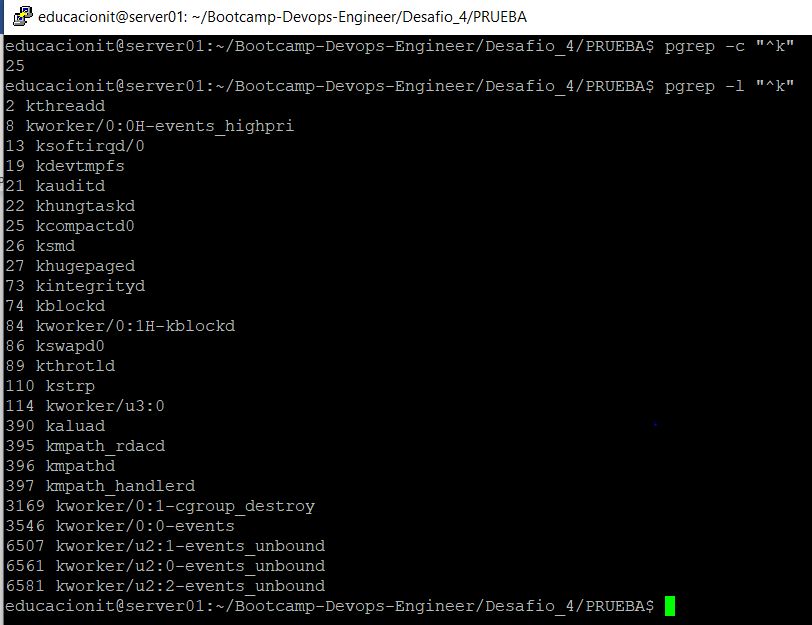 educacionit@server01: ~/Bootcamp-Devops-Engineer/Desafio_4/PRUEBA
educacionit@server01:~/Bootcamp-Devops-Engineer/Desafio_4/PRUEBA$ pgrep -c "^k"
25
educacionit@server01:~/Bootcamp-Devops-Engineer/Desafio_4/PRUEBA$ pgrep -l "^k"
2 kthreadd
8 kworker/0:0H-events_highpri
13 ksoftirqd/0
19 kdevtmpfs
21 kauditd
22 khungtaskd
25 kcompactd0
26 ksmd
27 khugepaged
73 kintegrityd
74 kblockd
84 kworker/0:1H-kblockd
86 kswapd0
89 kthrotld
110 kstrp
114 kworker/u3:0
390 kaluad
395 kmpath_rdacd
396 kmpathd
397 kmpath_handlerd
3169 kworker/0:1-cgroup_destroy
3546 kworker/0:0-events
6507 kworker/u2:1-events_unbound
6561 kworker/u2:0-events_unbound
6581 kworker/u2:2-events_unbound
educacionit@server01:~/Bootcamp-Devops-Engineer/Desafio_4/PRUEBA$